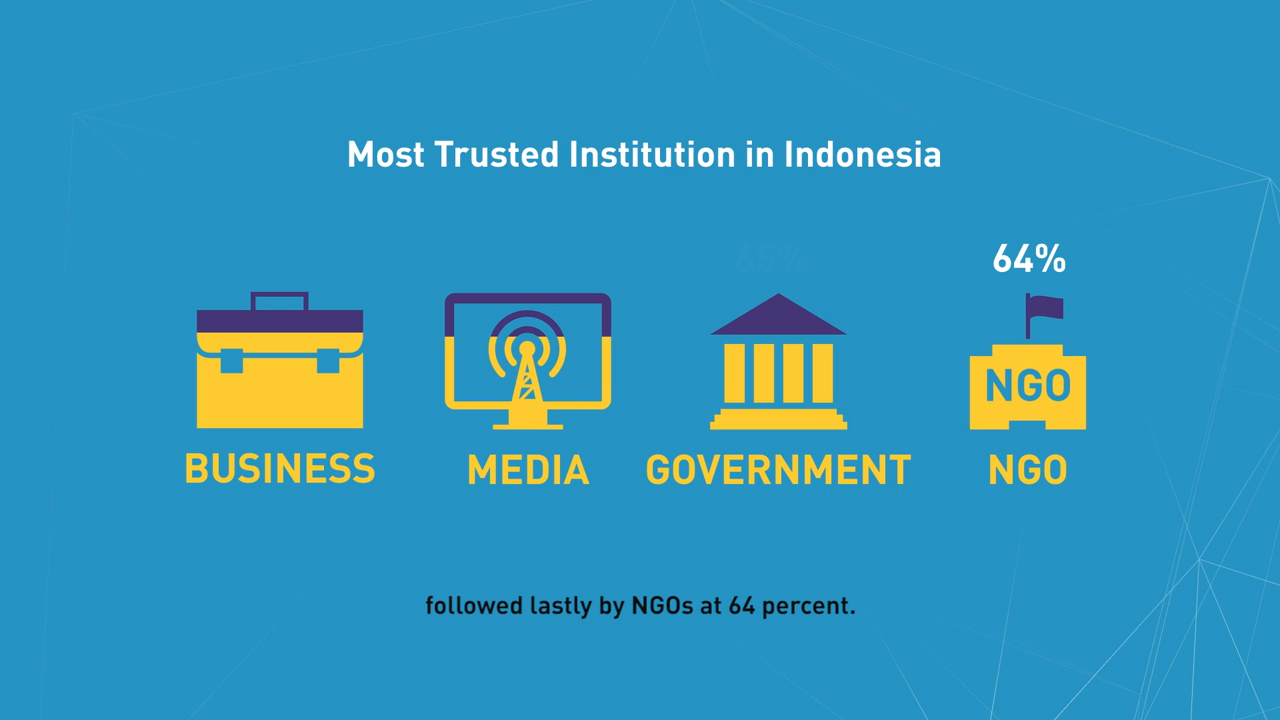 Most Trusted Institution in Indonesia
64%
NGO
BUSINESS MEDIA GOVERNMENT NGO
followed lastly by NGOs at 64 percent.